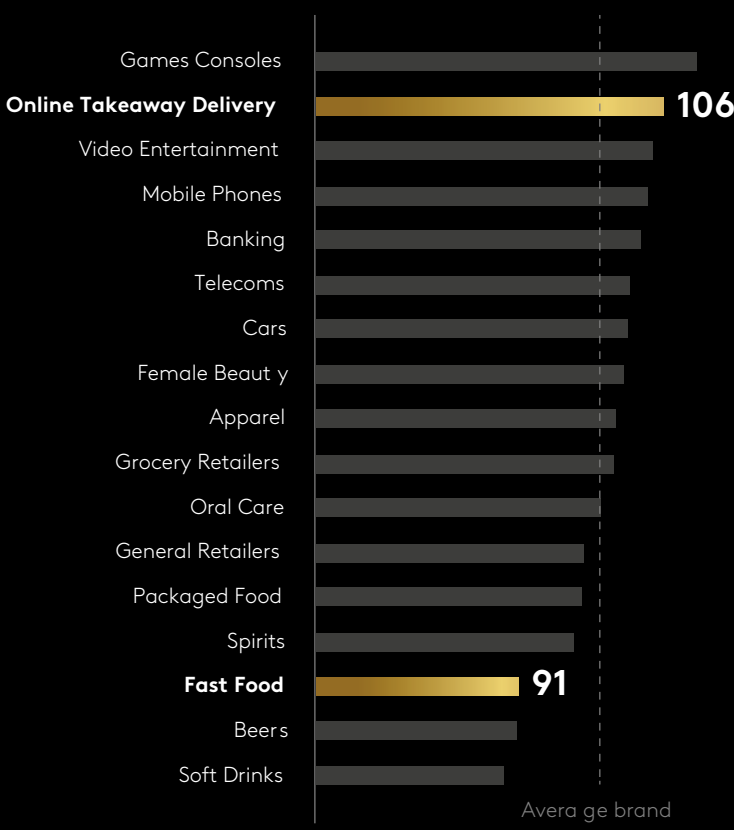 Games Consoles
Online Takeaway Delivery 106
Video Entertainment
Mobile Phones
Banking
Telecoms
Cars
Female Beaut y
Apparel
Grocery Retailers
Oral Care
General Retailers
Packaged Food
Spirits
Fast Food 91
Beers
Soft Drinks
Avera ge brand